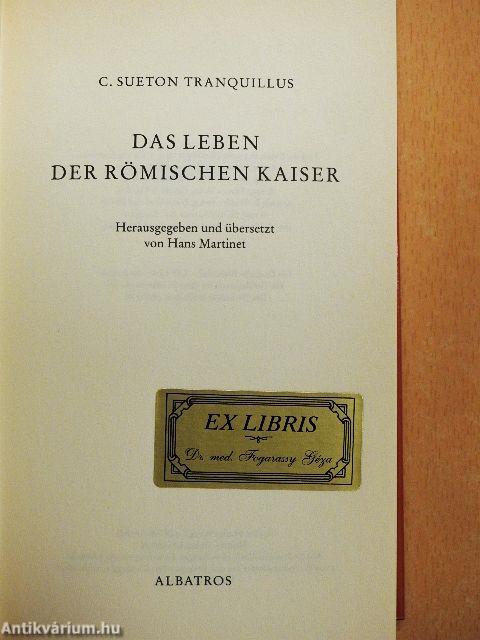 C. SUETON TRANQUILLUS
DAS LEBEN
DER RÖMISCHEN KAISER
Herausgegeben und übersetzt
von Hans Martinet
EX LIBRIS
Dr. med. Fogarassy Géza
ALBATROS
Antikvárium.hu